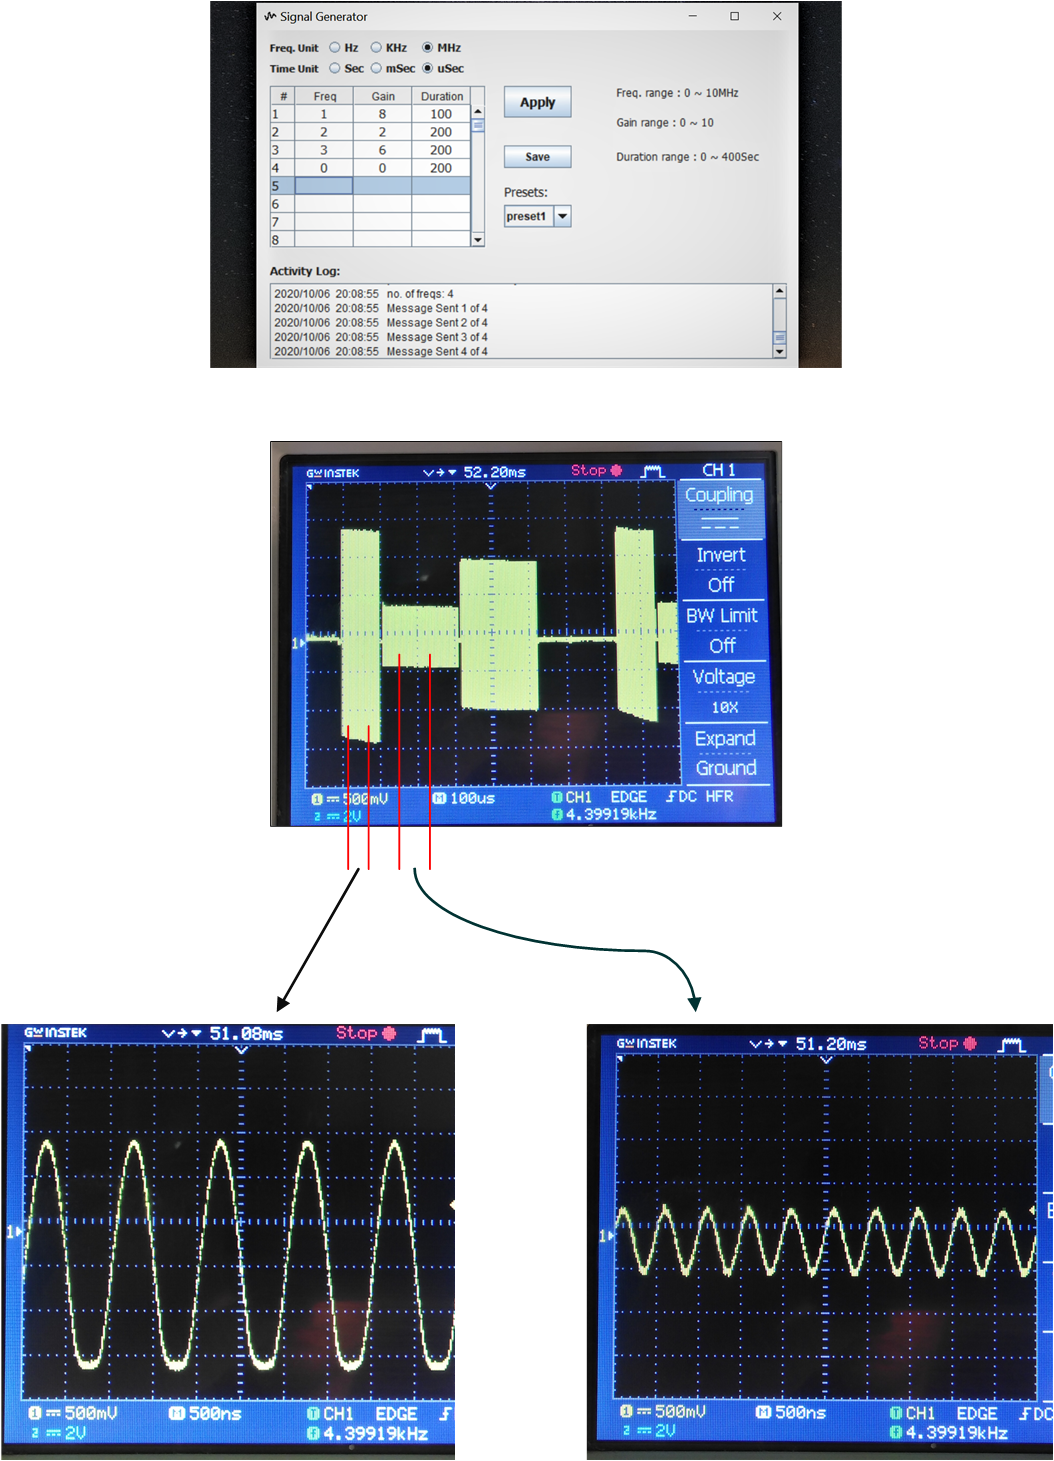 Signal Generator
Freq. Unit Hz KHz MHz
Time Unit Sec mSec uSec
# Freq Gain Duration
1 1 8 100
2 2 2 200
3 3 6 200
4 0 0 200
5
6
7
8
Apply
Save
Presets:
preset1
Freq. range : 0 ~ 10MHz
Gain range : 0 ~ 10
Duration range : 0 ~ 400Sec
Activity Log:
2020/10/06 20:08:55 no. of freqs: 4
2020/10/06 20:08:55 Message Sent 1 of 4
2020/10/06 20:08:55 Message Sent 2 of 4
2020/10/06 20:08:55 Message Sent 3 of 4
2020/10/06 20:08:55 Message Sent 4 of 4
GW INSTEK 52.20ms Stop CH 1
Coupling
Invert
Off
BW Limit
Off
Voltage
10X
Expand
Ground
1
1 500mV M 100us T CH1 EDGE DC HFR
2 2V f 4.39919kHz
GW INSTEK 51.08ms Stop
1
1 500mV M 500ns T CH1 EDGE
2 2V f 4.39919kHz
GW INSTEK 51.20ms Stop
1
1 500mV M 500ns T CH1 EDGE DC
2 2V f 4.39919kHz